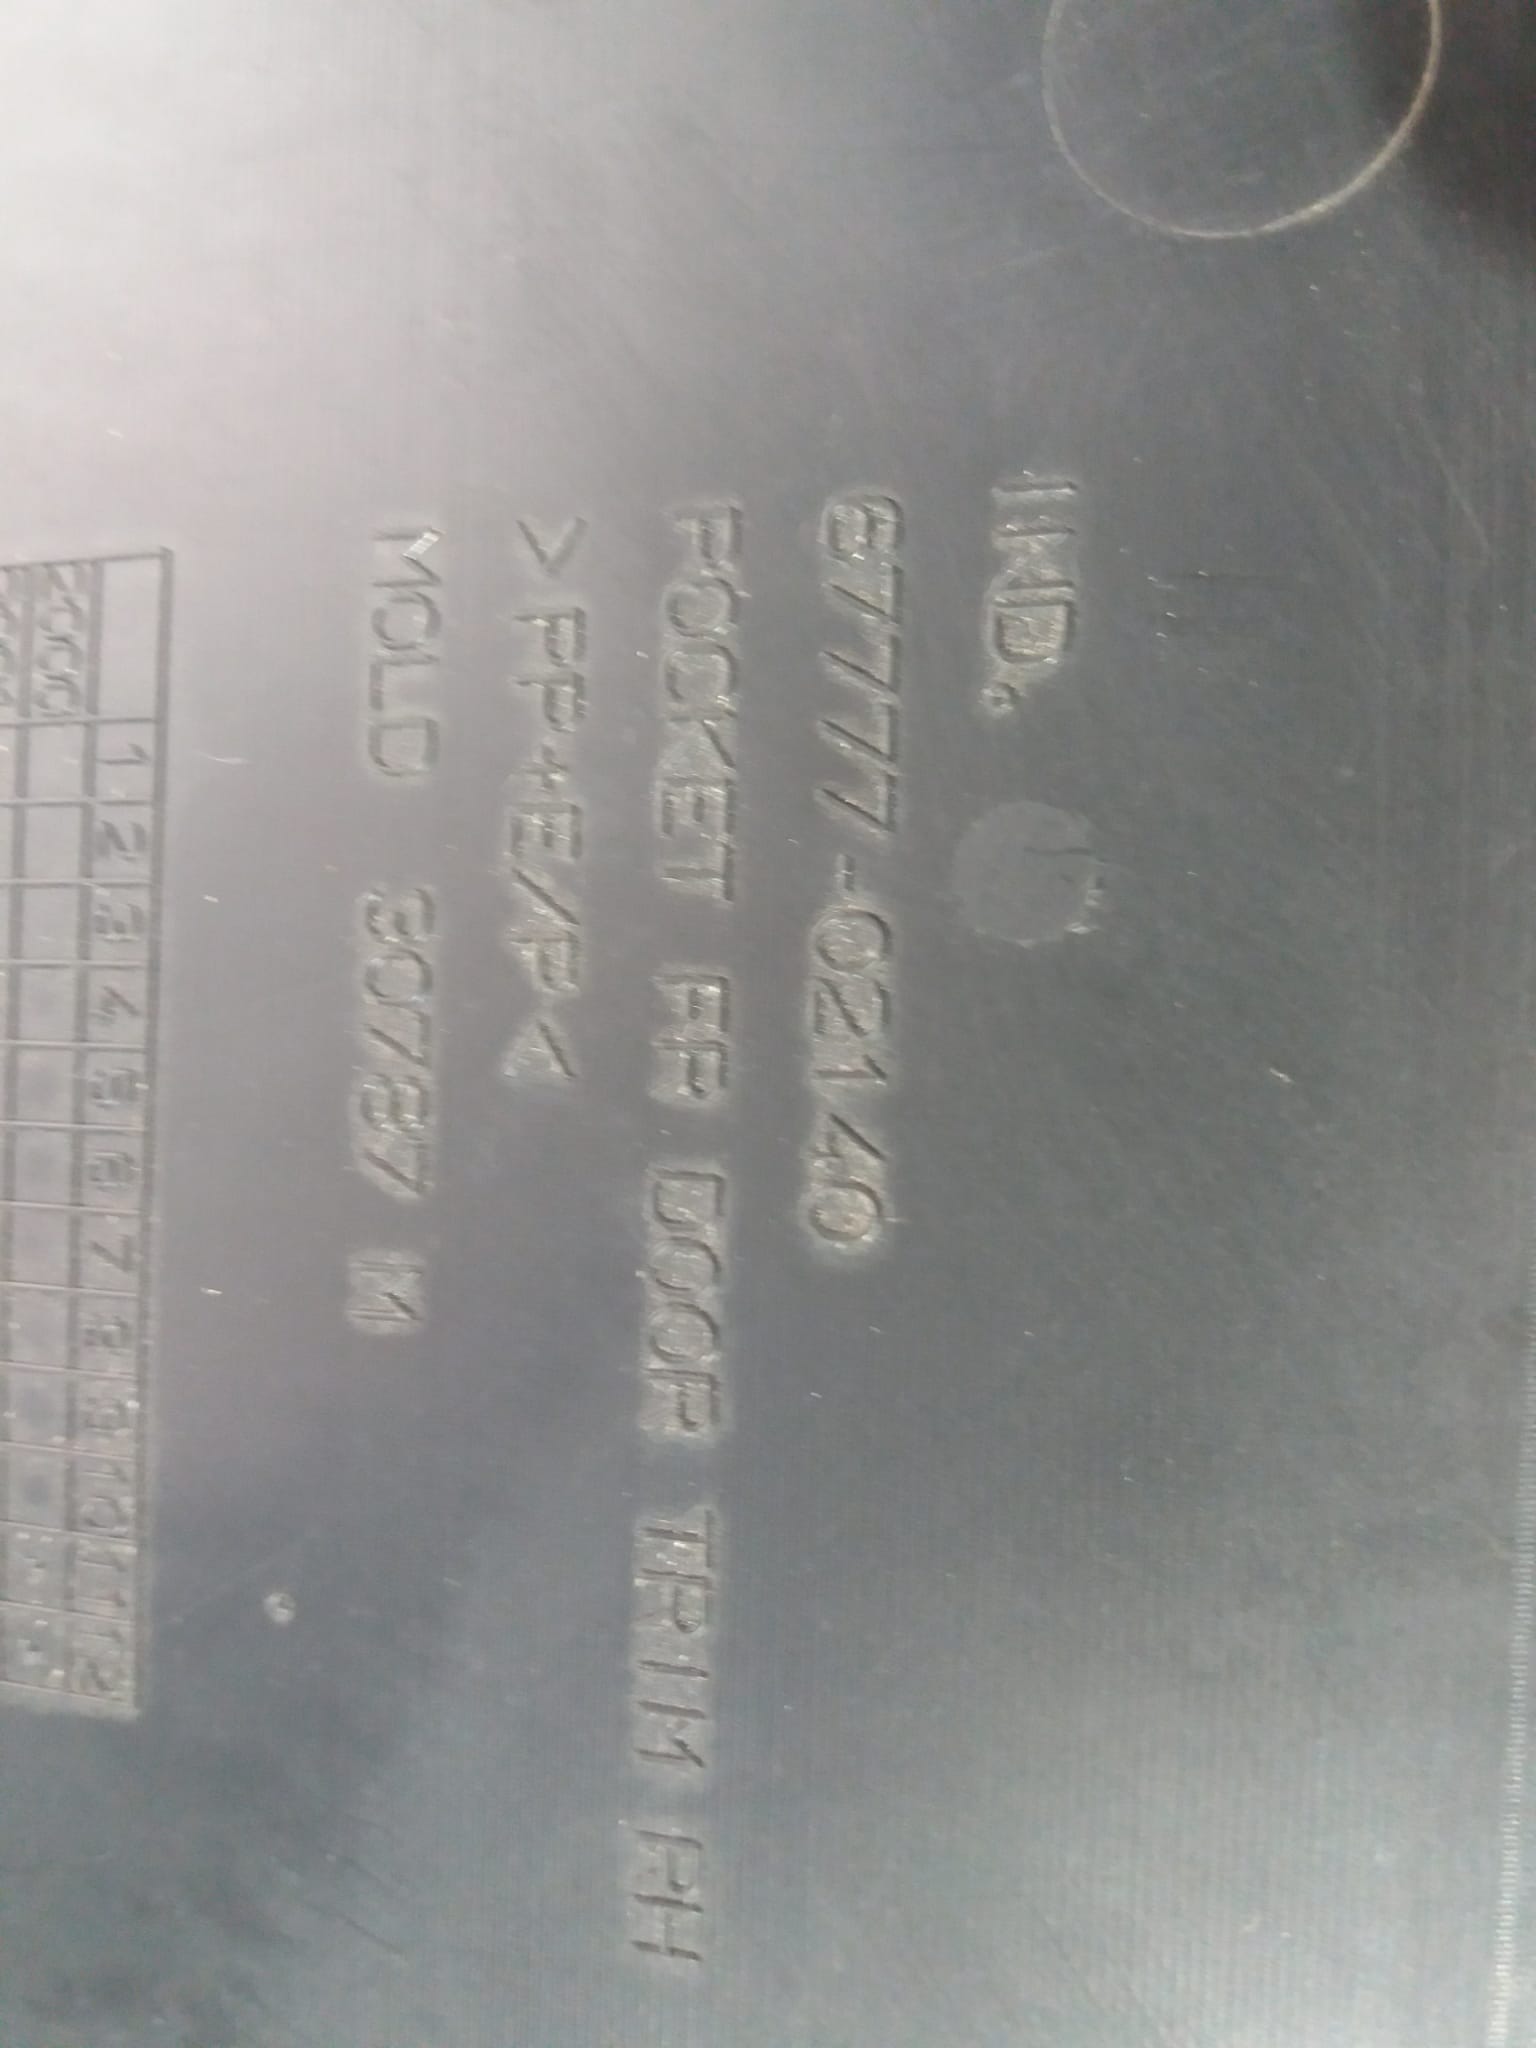 IND.
67777-02140
POCKET FR DOOR TRIM RH
>PP+E/P<
MOLD 30787 M
1 2 3 4 5 6 7 8 9 10 11 12